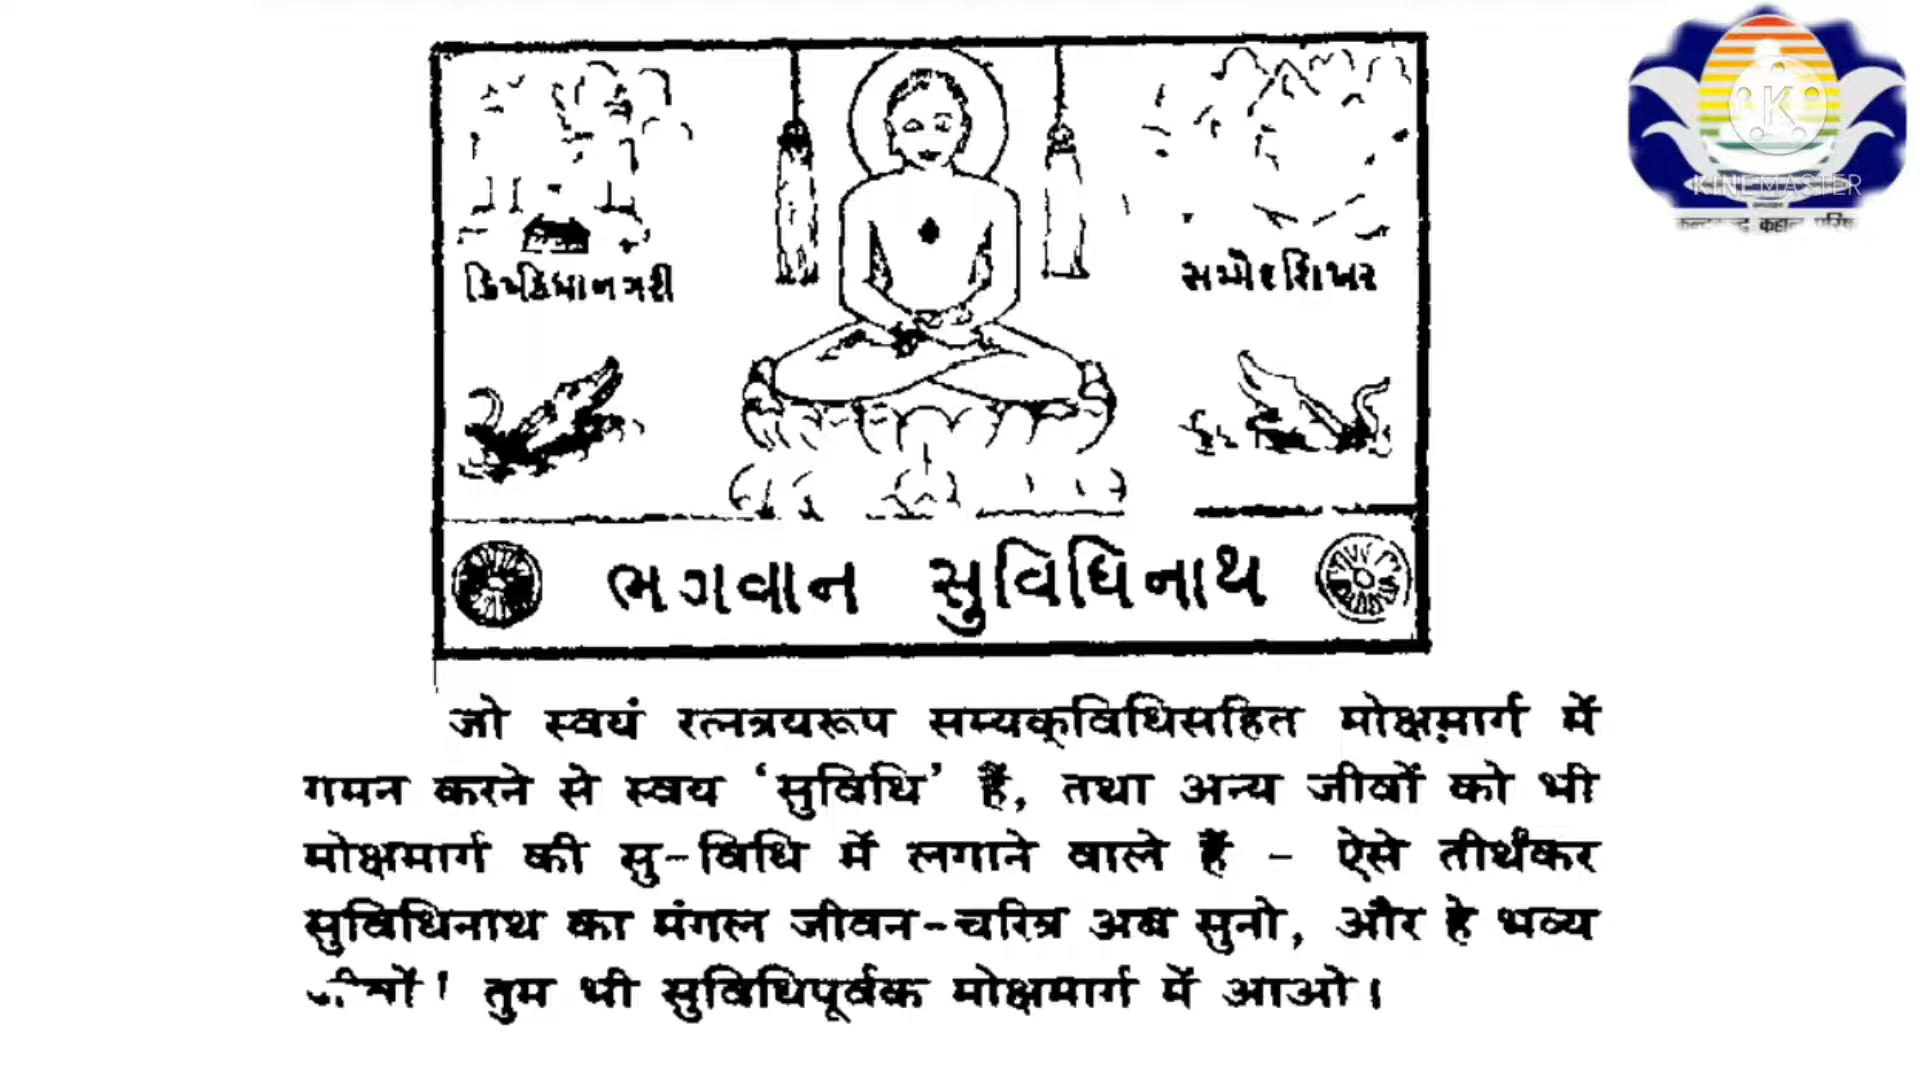 કિષ્કિંધાનગરી
સમ્મેદશિખર
ભગવાન સુવિધિનાથ
KINEMASTER
जो स्वयं रत्नत्रयरूप सम्यक्‌विधिसहित मोक्षमार्ग में
गमन करने से स्वय ‘सुविधि’ हैं, तथा अन्य जीवों को भी
मोक्षमार्ग की सु-विधि में लगाने वाले हैं - ऐसे तीर्थंकर
सुविधिनाथ का मंगल जीवन-चरित्र अब सुनो, और हे भव्य
तुम भी सुविधिपूर्वक मोक्षमार्ग में आओ।